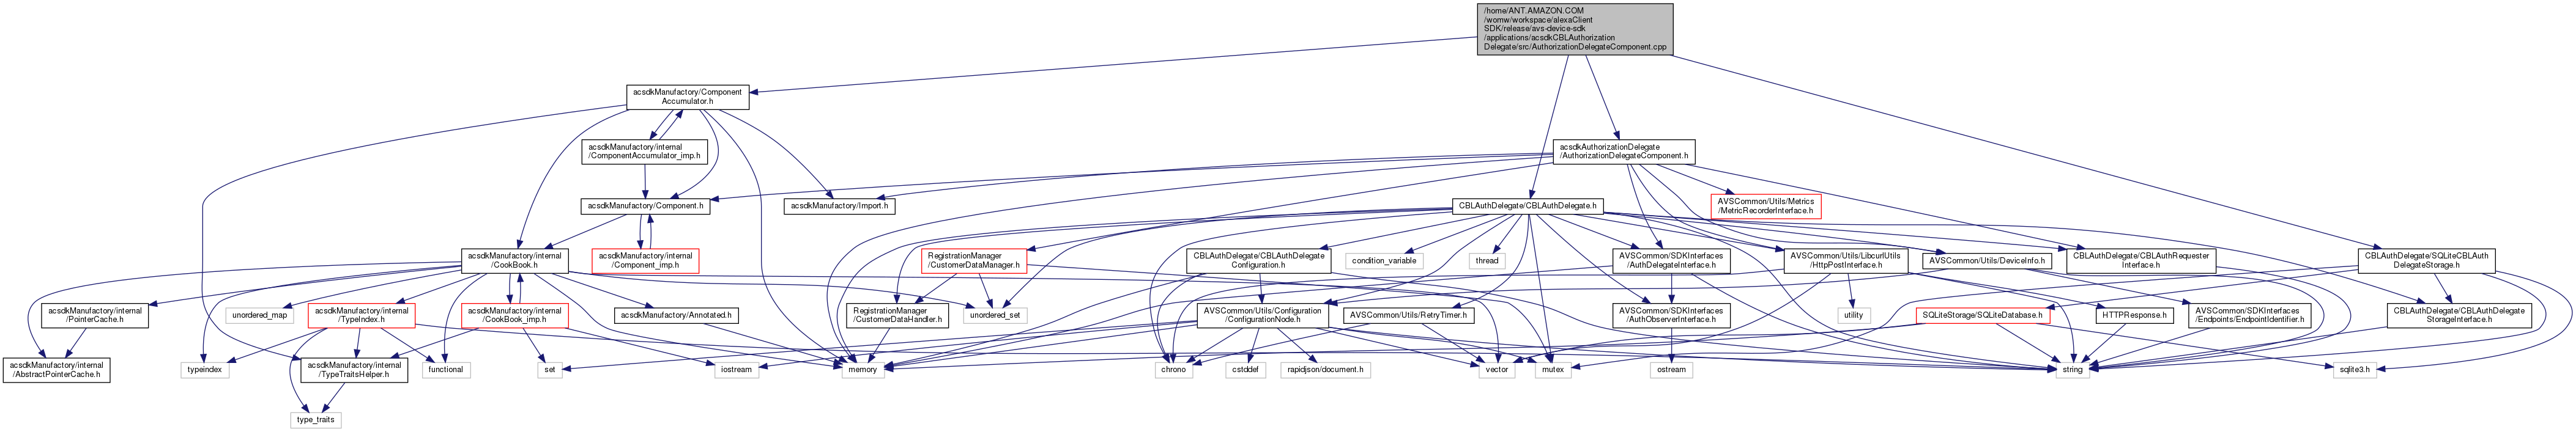 /home/ANT.AMAZON.COM
/womw/workspace/alexaClient
SDK/release/avs-device-sdk
/applications/acsdkCBLAuthorization
Delegate/src/AuthorizationDelegateComponent.cpp
acsdkManufactory/Component
Accumulator.h
acsdkManufactory/internal
/ComponentAccumulator_imp.h
acsdkAuthorizationDelegate
/AuthorizationDelegateComponent.h
acsdkManufactory/Component.h
acsdkManufactory/Import.h
CBLAuthDelegate/CBLAuthDelegate.h
AVSCommon/Utils/Metrics
/MetricRecorderInterface.h
acsdkManufactory/internal
/CookBook.h
acsdkManufactory/internal
/Component_imp.h
RegistrationManager
/CustomerDataManager.h
CBLAuthDelegate/CBLAuthDelegate
Configuration.h
condition_variable
thread
AVSCommon/SDKInterfaces
/AuthDelegateInterface.h
AVSCommon/Utils/LibcurlUtils
/HttpPostInterface.h
AVSCommon/Utils/DeviceInfo.h
CBLAuthDelegate/CBLAuthRequester
Interface.h
CBLAuthDelegate/SQLiteCBLAuth
DelegateStorage.h
acsdkManufactory/internal
/PointerCache.h
unordered_map
acsdkManufactory/internal
/TypeIndex.h
acsdkManufactory/internal
/CookBook_imp.h
acsdkManufactory/Annotated.h
RegistrationManager
/CustomerDataHandler.h
unordered_set
AVSCommon/Utils/Configuration
/ConfigurationNode.h
AVSCommon/Utils/RetryTimer.h
AVSCommon/SDKInterfaces
/AuthObserverInterface.h
utility
SQLiteStorage/SQLiteDatabase.h
HTTPResponse.h
AVSCommon/SDKInterfaces
/Endpoints/EndpointIdentifier.h
CBLAuthDelegate/CBLAuthDelegate
StorageInterface.h
acsdkManufactory/internal
/AbstractPointerCache.h
typeindex
acsdkManufactory/internal
/TypeTraitsHelper.h
functional
set
iostream
memory
chrono
cstddef
rapidjson/document.h
vector
mutex
ostream
string
sqlite3.h
type_traits